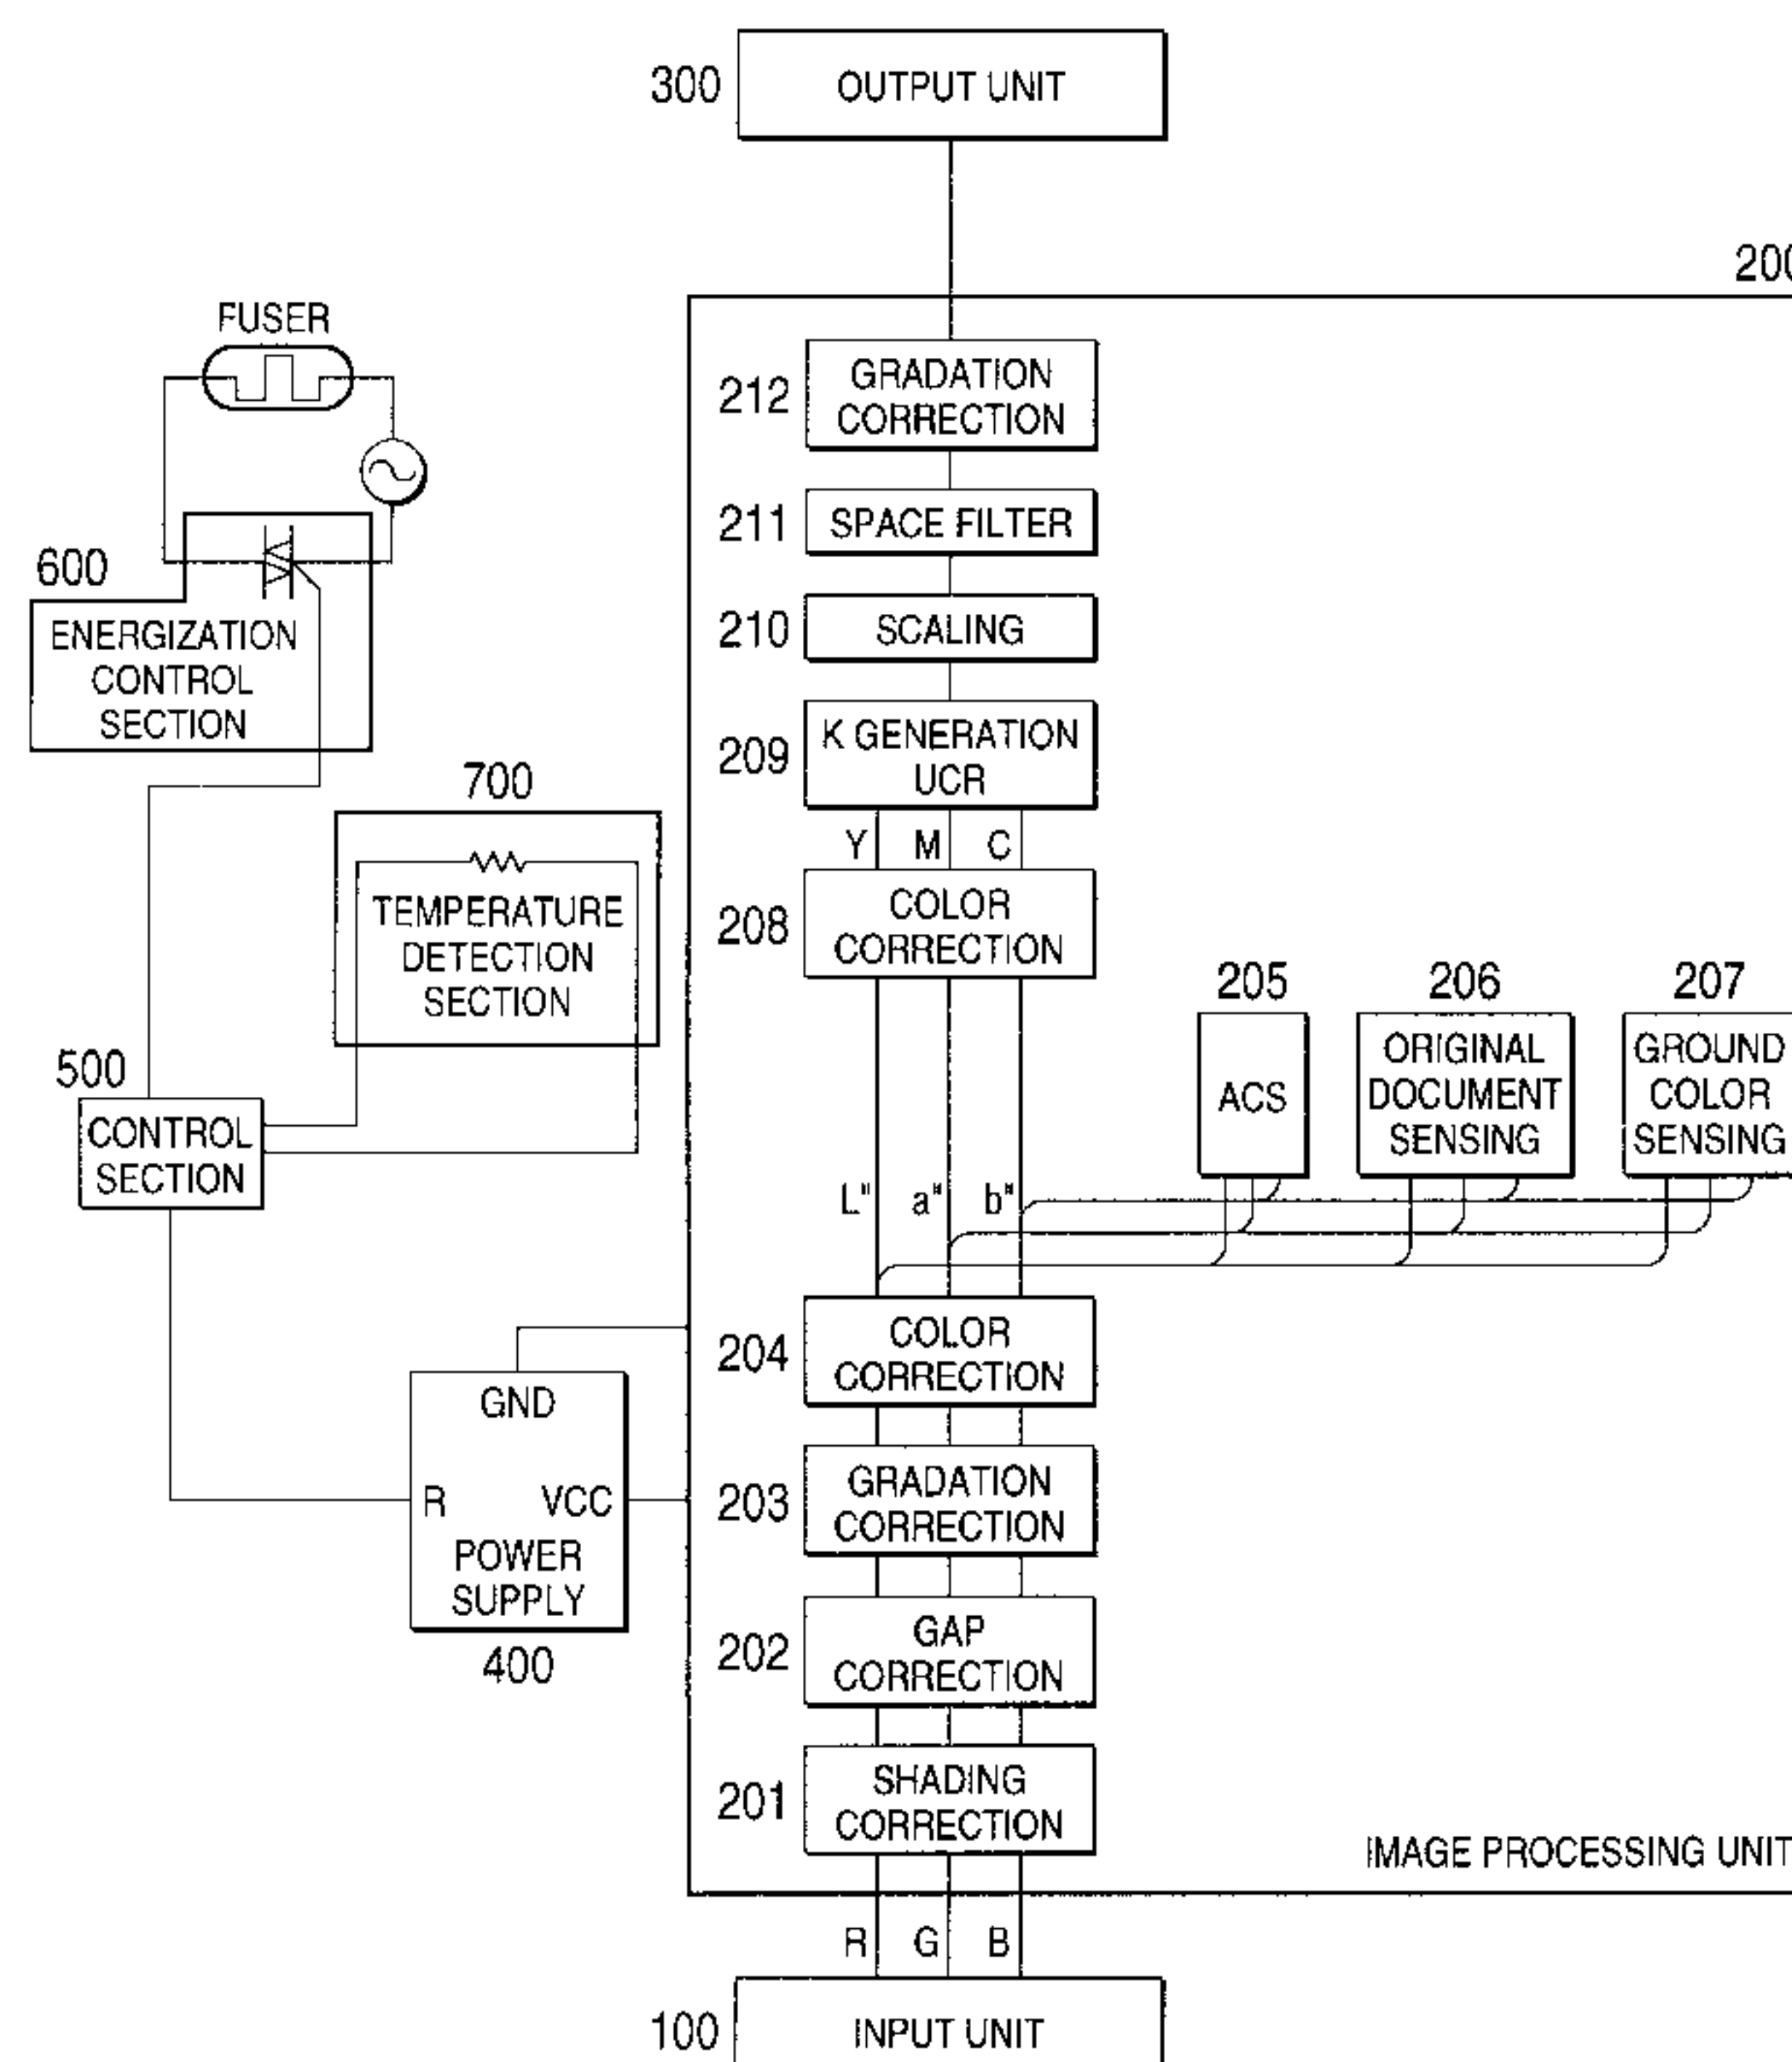 300
OUTPUT UNIT
200
FUSER
212
GRADATION
CORRECTION
211
SPACE FILTER
600
ENERGIZATION
CONTROL
SECTION
210
SCALING
209
K GENERATION
UCR
700
TEMPERATURE
DETECTION
SECTION
Y M C
208
COLOR
CORRECTION
205
ACS
206
ORIGINAL
DOCUMENT
SENSING
207
GROUND
COLOR
SENSING
500
CONTROL
SECTION
L* a* b*
204
COLOR
CORRECTION
GND
R VCC
POWER
SUPPLY
400
203
GRADATION
CORRECTION
202
GAP
CORRECTION
201
SHADING
CORRECTION
IMAGE PROCESSING UNIT
R G B
100
INPUT UNIT